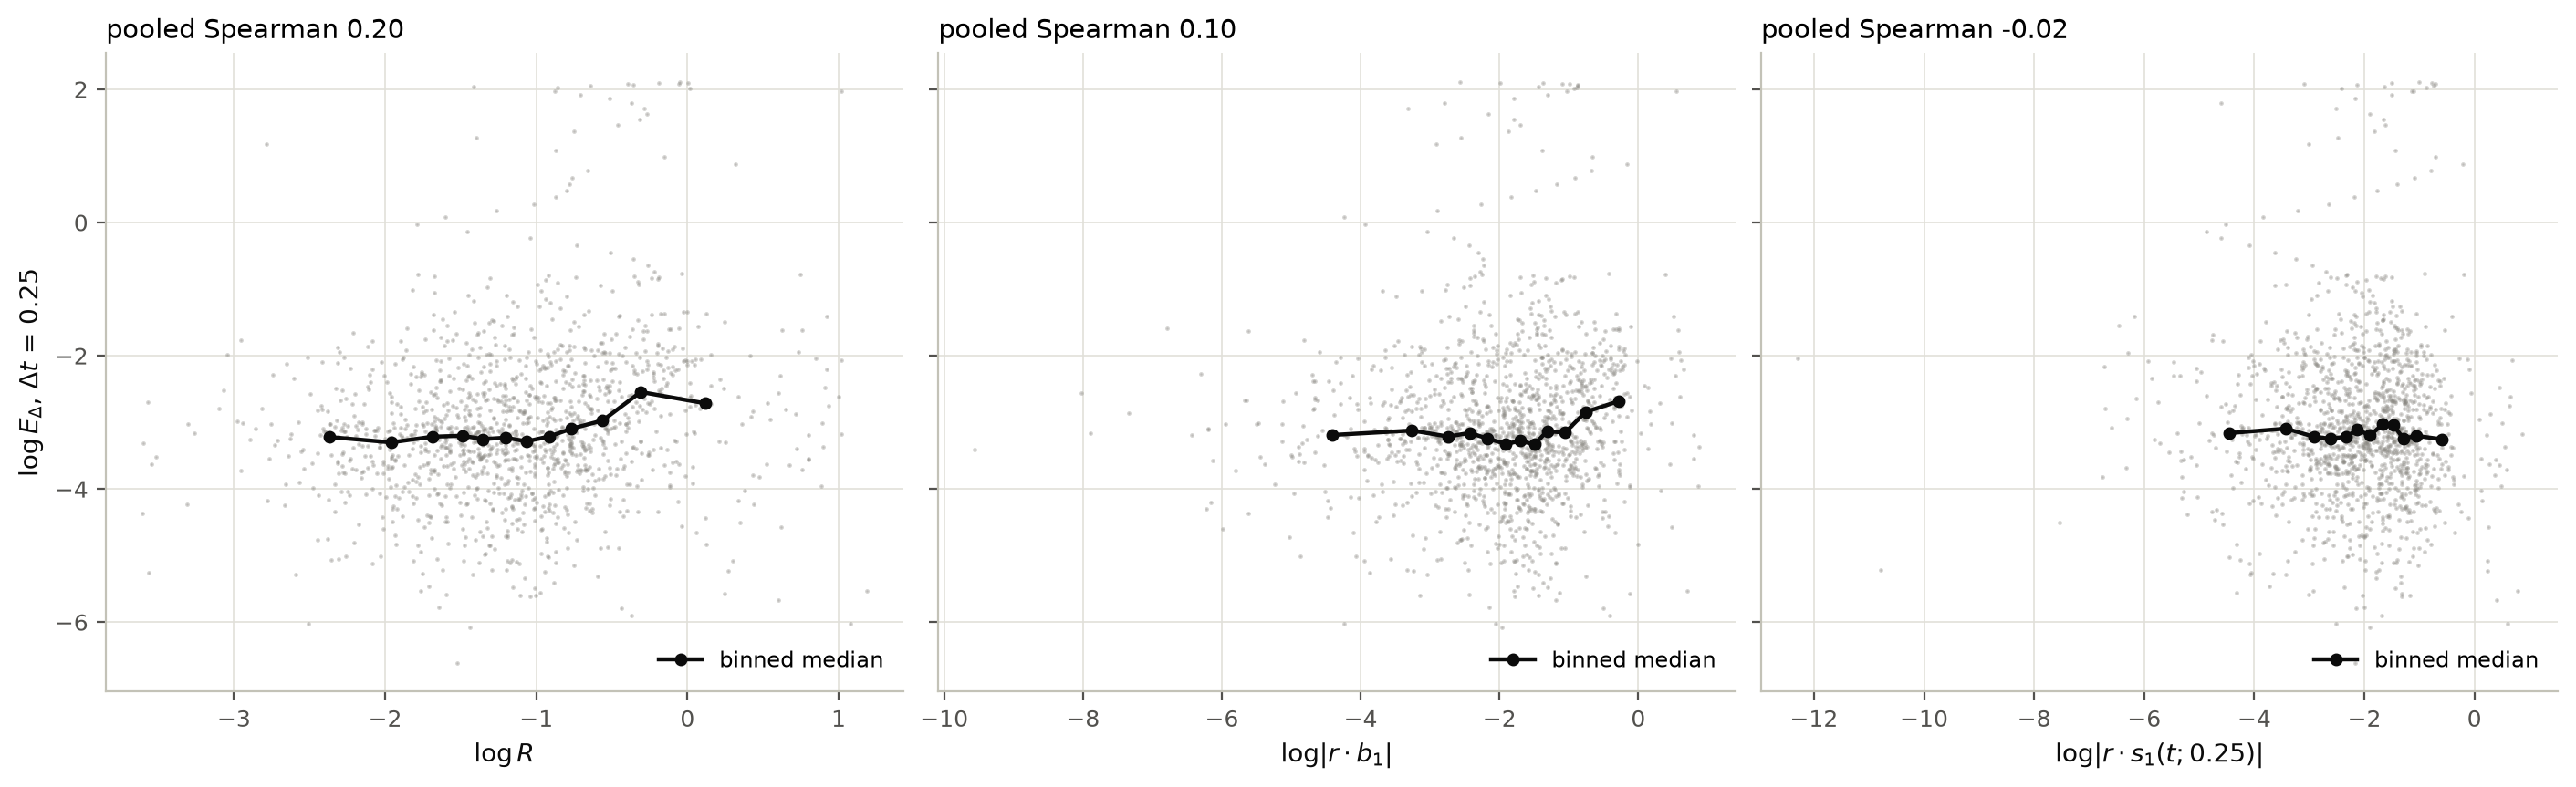 pooled Spearman 0.20
pooled Spearman 0.10
pooled Spearman -0.02
log E_Δ, Δt = 0.25
2
0
−2
−4
−6
binned median
binned median
binned median
−3 −2 −1 0 1
−10 −8 −6 −4 −2 0
−12 −10 −8 −6 −4 −2 0
log R
log|r · b₁|
log|r · s₁(t; 0.25)|